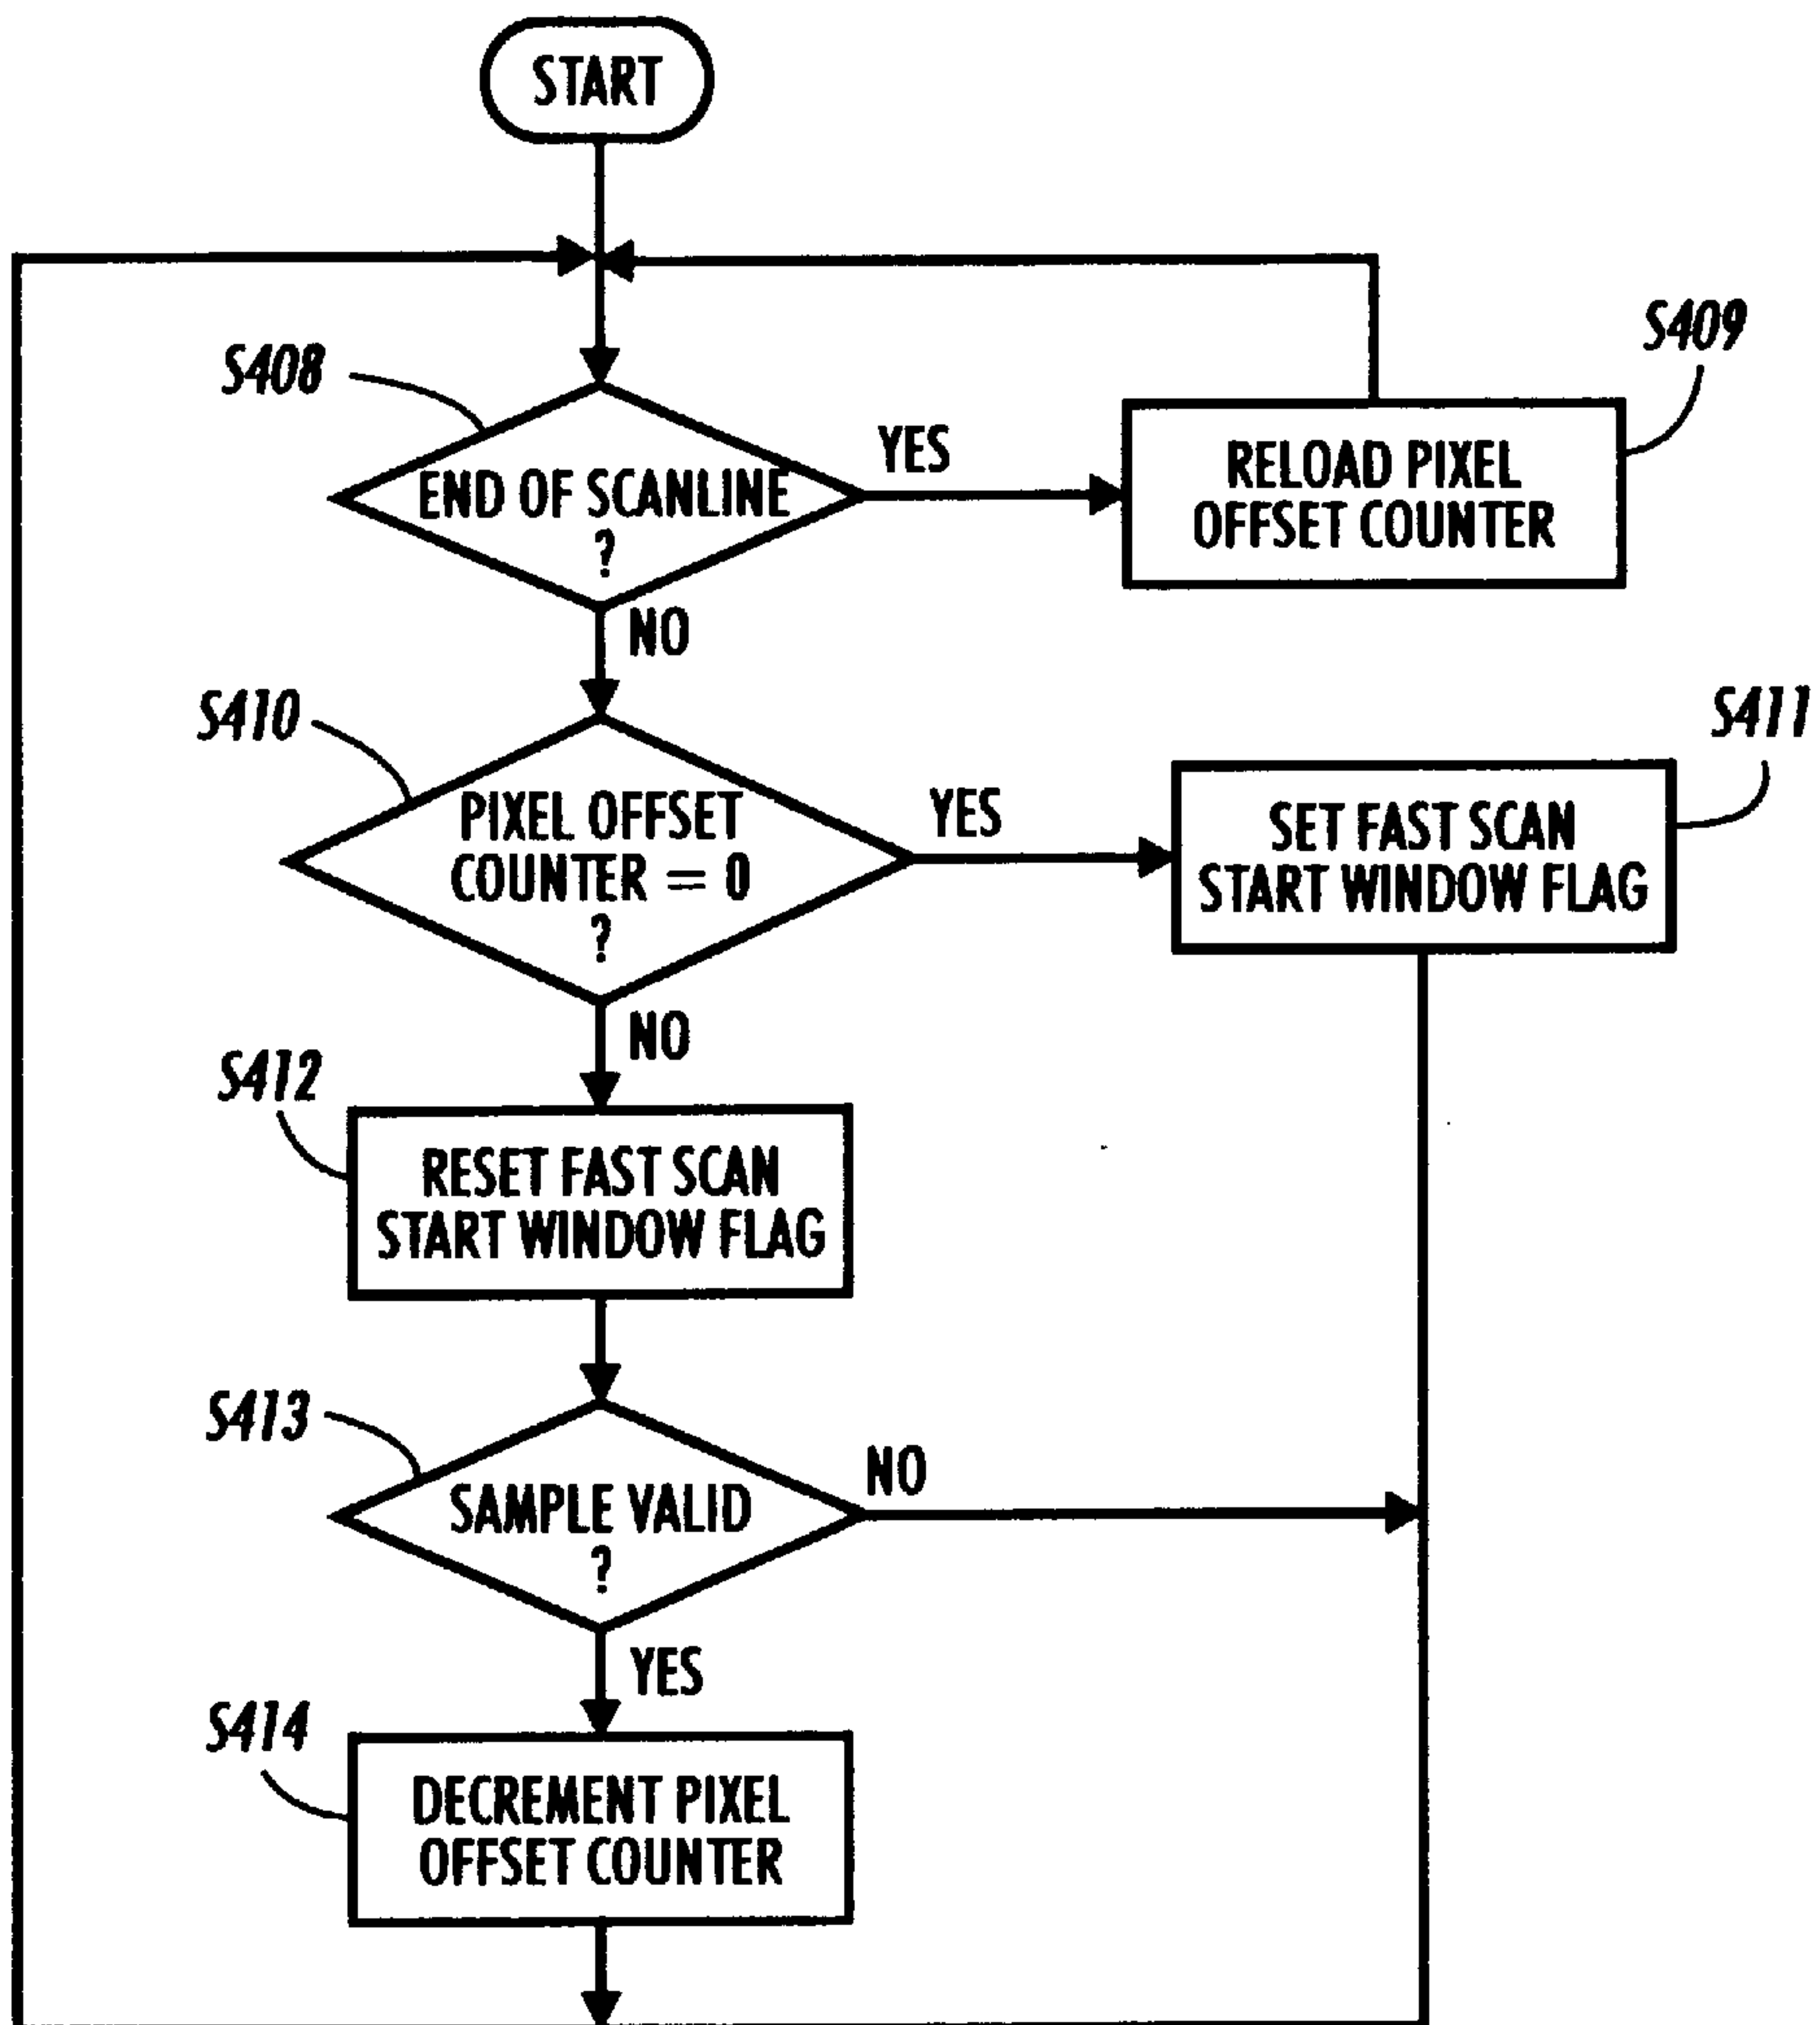 START
S408
END OF SCANLINE
?
YES
S409
RELOAD PIXEL
OFFSET COUNTER
NO
S410
PIXEL OFFSET
COUNTER = 0
?
YES
S411
SET FAST SCAN
START WINDOW FLAG
NO
S412
RESET FAST SCAN
START WINDOW FLAG
S413
SAMPLE VALID
?
NO
YES
S414
DECREMENT PIXEL
OFFSET COUNTER